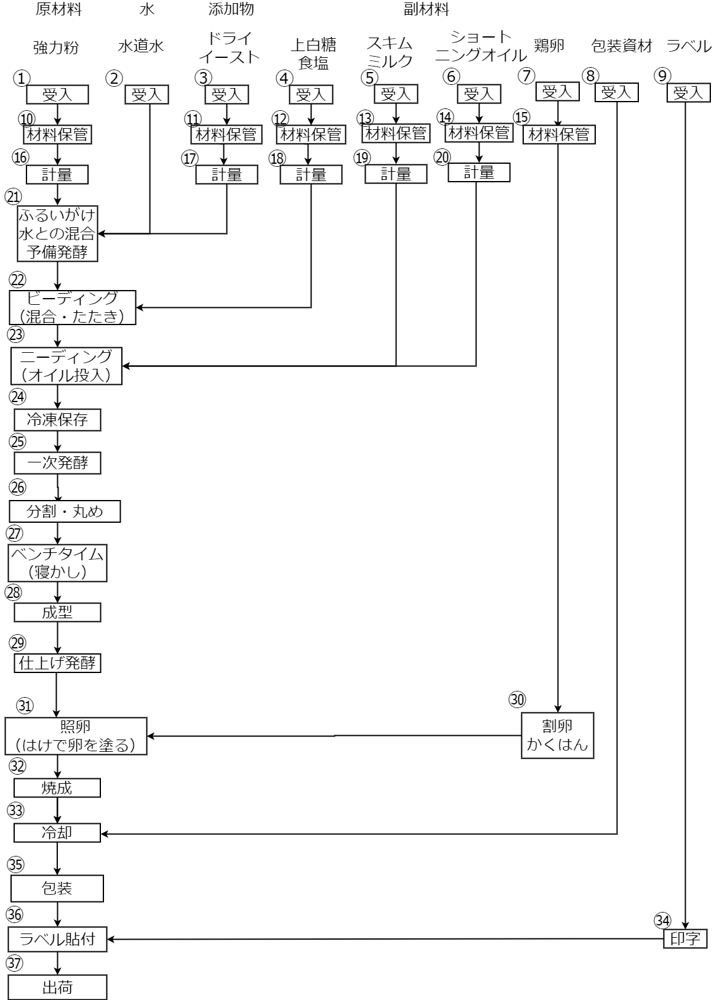 原材料
水
添加物
副材料
強力粉
水道水
ドライ
イースト
上白糖
食塩
スキム
ミルク
ショート
ニングオイル
鶏卵
包装資材
ラベル
①
受入
②
受入
③
受入
④
受入
⑤
受入
⑥
受入
⑦
受入
⑧
受入
⑨
受入
⑩
材料保管
⑪
材料保管
⑫
材料保管
⑬
材料保管
⑭
材料保管
⑮
材料保管
⑯
計量
⑰
計量
⑱
計量
⑲
計量
⑳
計量
㉑
ふるいがけ
水との混合
予備発酵
㉒
ビーディング
（混合・たたき）
㉓
ニーディング
（オイル投入）
㉔
冷凍保存
㉕
一次発酵
㉖
分割・丸め
㉗
ベンチタイム
（寝かし）
㉘
成型
㉙
仕上げ発酵
㉚
割卵
かくはん
㉛
照卵
（はけで卵を塗る）
㉜
焼成
㉝
冷却
㉟
包装
㉞
印字
㊱
ラベル貼付
㊲
出荷